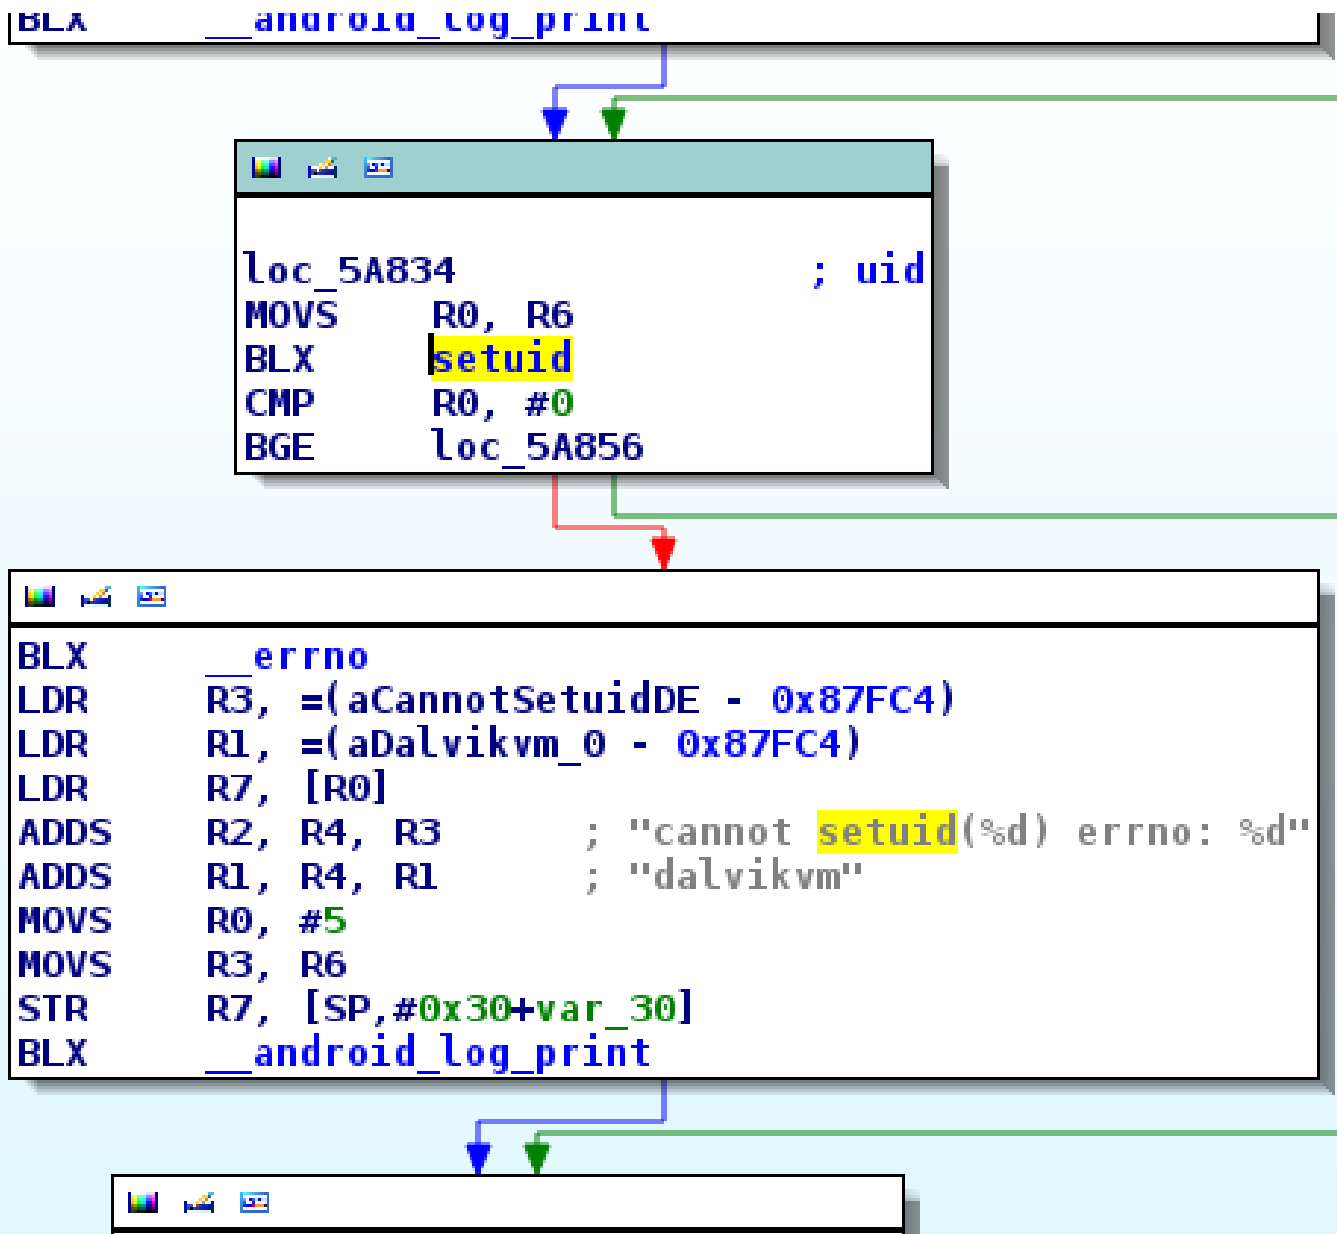 BLX __android_log_print
loc_5A834 ; uid
MOVS R0, R6
BLX setuid
CMP R0, #0
BGE loc_5A856
BLX __errno
LDR R3, =(aCannotSetuidDE - 0x87FC4)
LDR R1, =(aDalvikvm_0 - 0x87FC4)
LDR R7, [R0]
ADDS R2, R4, R3 ; "cannot setuid(%d) errno: %d"
ADDS R1, R4, R1 ; "dalvikvm"
MOVS R0, #5
MOVS R3, R6
STR R7, [SP,#0x30+var_30]
BLX __android_log_print